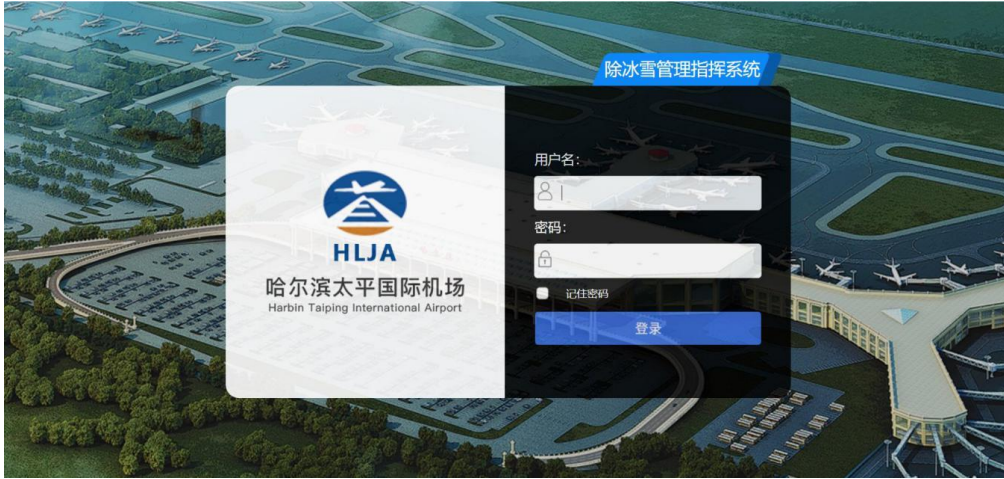 除冰雪管理指挥系统
HLJA
哈尔滨太平国际机场
Harbin Taiping International Airport
用户名：
密码：
记住密码
登录